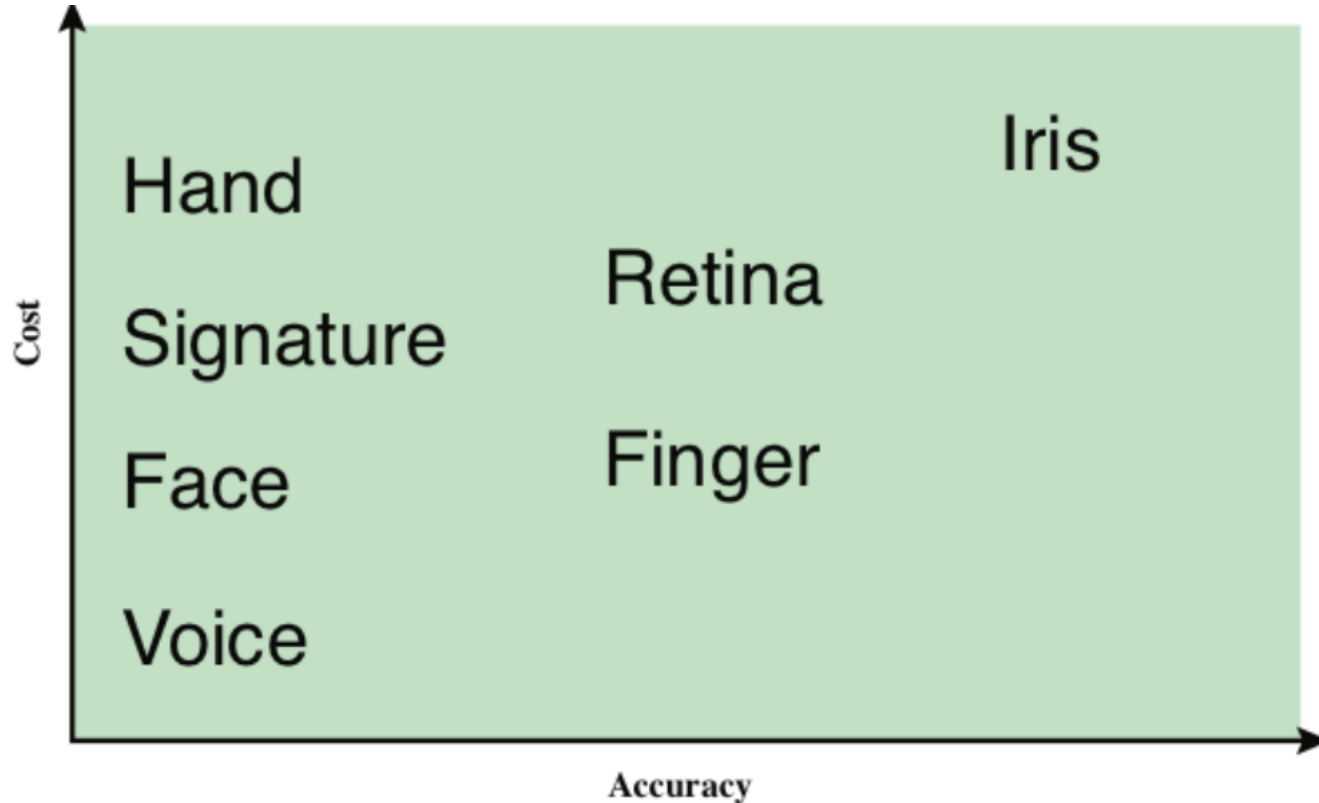 Iris
Hand
Retina
Signature
Cost
Finger
Face
Voice
Accuracy